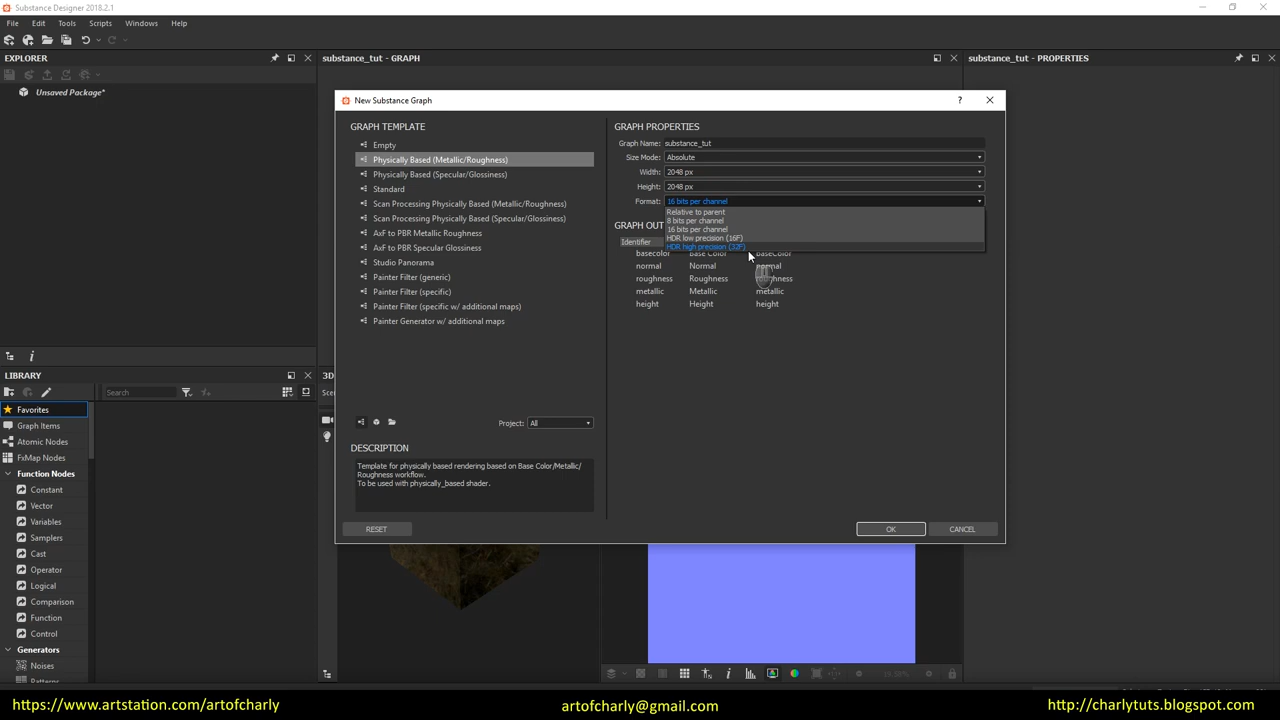 Substance Designer 2018.2.1
File Edit Tools Scripts Windows Help
EXPLORER
substance_tut - GRAPH
substance_tut - PROPERTIES
Unsaved Package*
New Substance Graph
?
GRAPH TEMPLATE
Empty
Physically Based (Metallic/Roughness)
Physically Based (Specular/Glossiness)
Standard
Scan Processing Physically Based (Metallic/Roughness)
Scan Processing Physically Based (Specular/Glossiness)
AxF to PBR Metallic Roughness
AxF to PBR Specular Glossiness
Studio Panorama
Painter Filter (generic)
Painter Filter (specific)
Painter Filter (specific w/ additional maps)
Painter Generator w/ additional maps
Project: All
DESCRIPTION
Template for physically based rendering based on Base Color/Metallic/
Roughness workflow.
To be used with physically_based shader.
RESET
GRAPH PROPERTIES
Graph Name: substance_tut
Size Mode: Absolute
Width: 2048 px
Height: 2048 px
Format: 16 bits per channel
Relative to parent
8 bits per channel
16 bits per channel
HDR low precision (16F)
HDR high precision (32F)
GRAPH OUT
Identifier
basecolor Base Color baseColor
normal Normal normal
roughness Roughness
metallic Metallic metallic
height Height height
OK CANCEL
LIBRARY
Search
Favorites
Graph Items
Atomic Nodes
FxMap Nodes
Function Nodes
Constant
Vector
Variables
Samplers
Cast
Operator
Logical
Comparison
Function
Control
Generators
Noises
Patterns
3D
Scen
https://www.artstation.com/artofcharly artofcharly@gmail.com http://charlytuts.blogspot.com